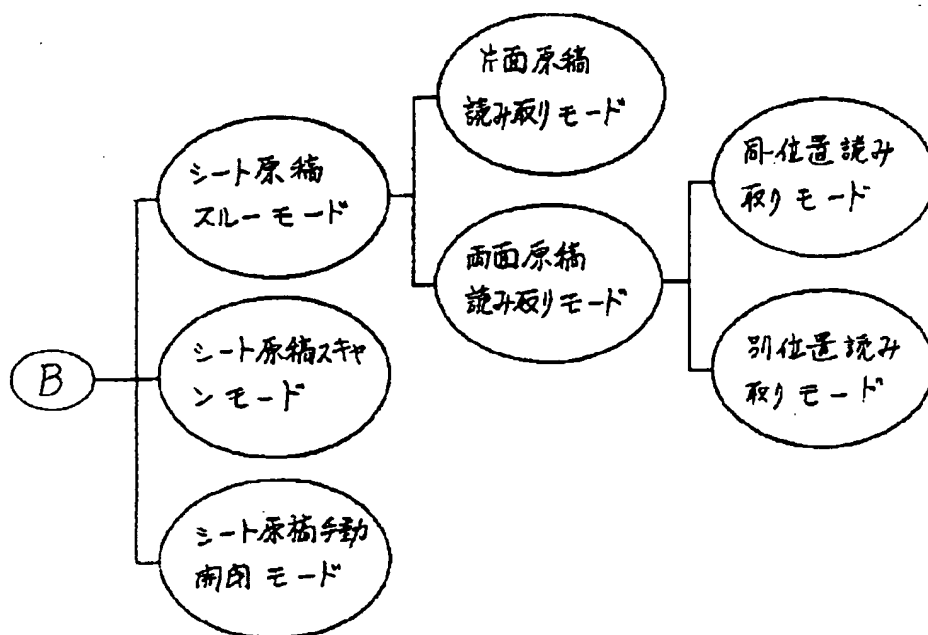 片面原稿
読み取りモード
同一位置読み
取りモード
シート原稿
スルーモード
両面原稿
読み取りモード
別位置読み
取りモード
シート原稿スキャ
ンモード
B
シート原稿手動
開閉モード